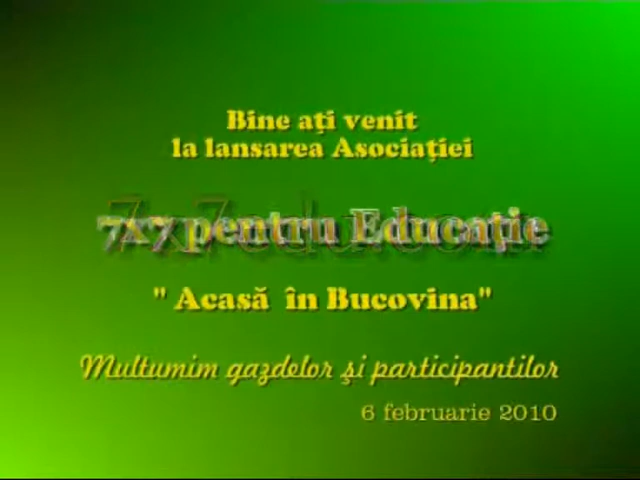 Bine ați venit
la lansarea Asociației
7x7 pentru Educație
" Acasă în Bucovina"
Multumim gazdelor și participantilor
6 februarie 2010